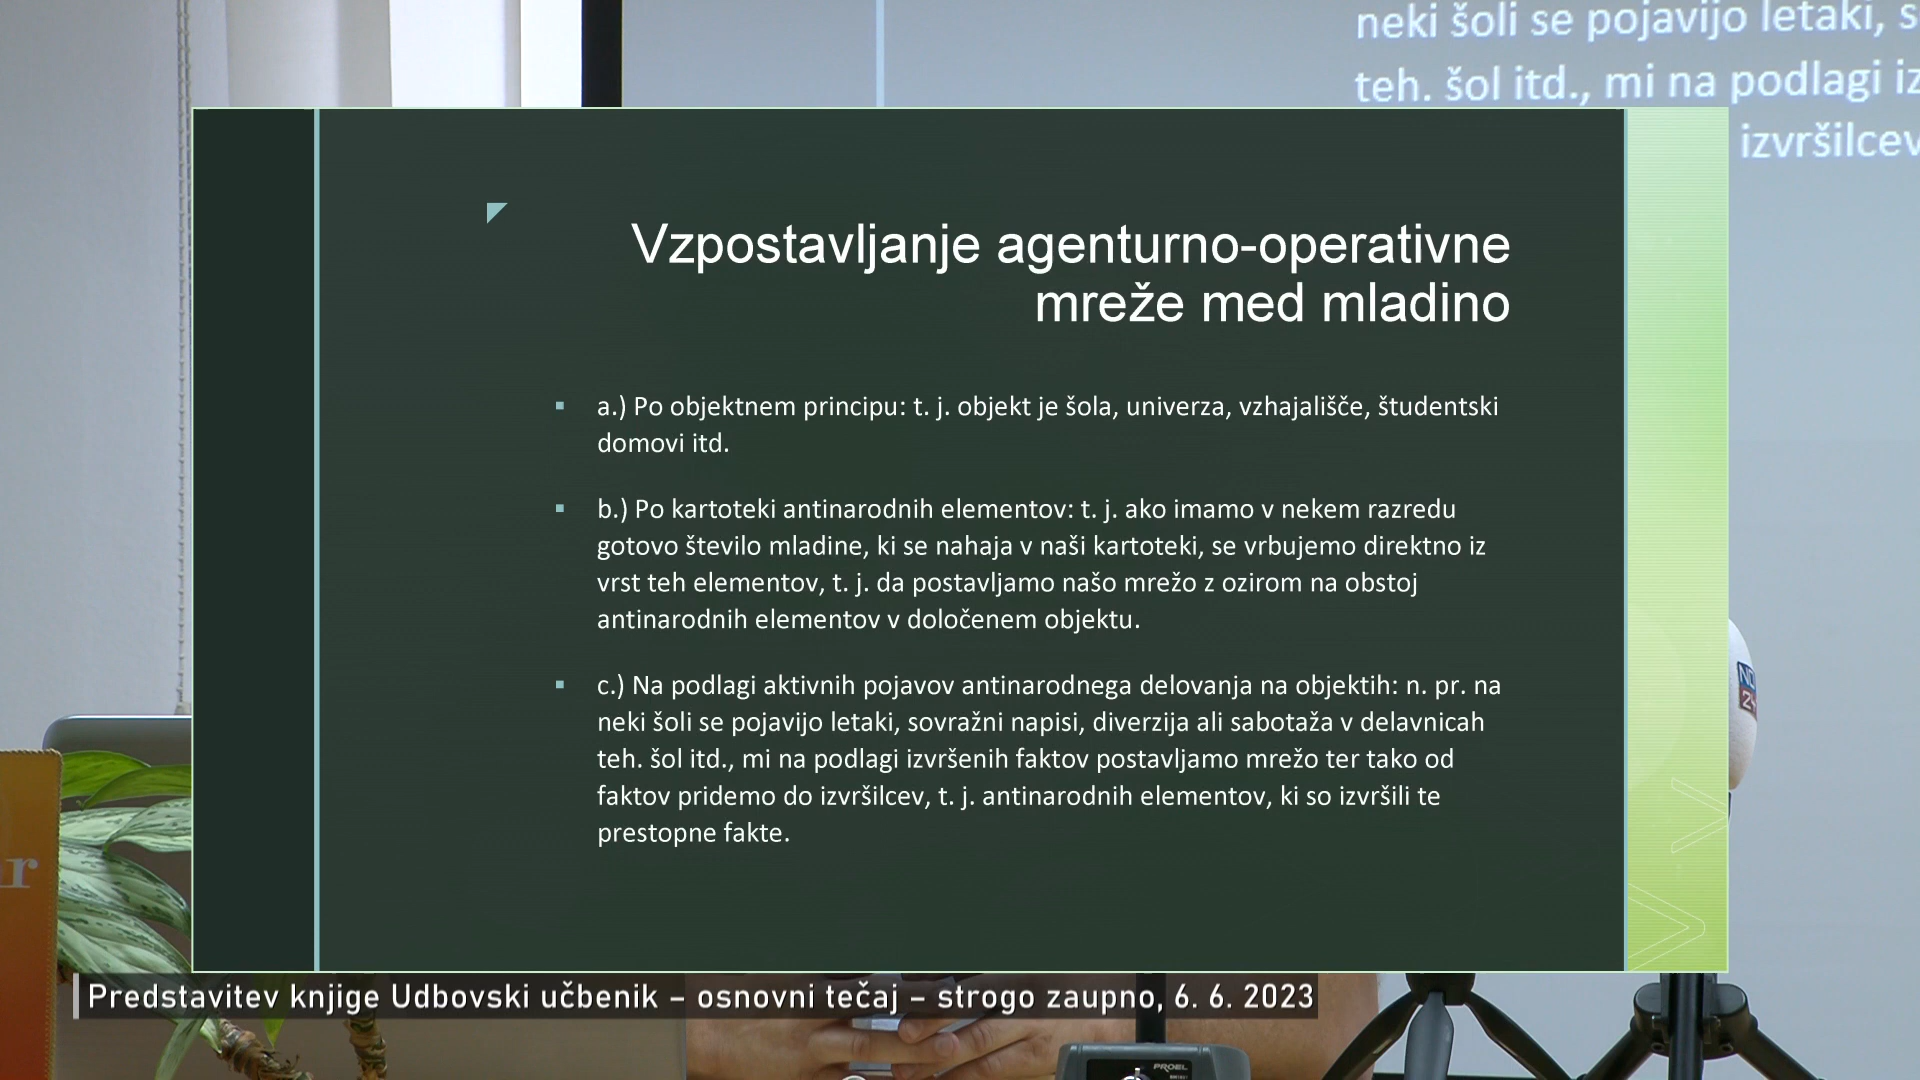 neki šoli se pojavijo letaki, s
teh. šol itd., mi na podlagi iz
izvršilcev
Vzpostavljanje agenturno-operativne
mreže med mladino
a.) Po objektnem principu: t. j. objekt je šola, univerza, vzhajališče, študentski
domovi itd.
b.) Po kartoteki antinarodnih elementov: t. j. ako imamo v nekem razredu
gotovo število mladine, ki se nahaja v naši kartoteki, se vrbujemo direktno iz
vrst teh elementov, t. j. da postavljamo našo mrežo z ozirom na obstoj
antinarodnih elementov v določenem objektu.
c.) Na podlagi aktivnih pojavov antinarodnega delovanja na objektih: n. pr. na
neki šoli se pojavijo letaki, sovražni napisi, diverzija ali sabotaža v delavnicah
teh. šol itd., mi na podlagi izvršenih faktov postavljamo mrežo ter tako od
faktov pridemo do izvršilcev, t. j. antinarodnih elementov, ki so izvršili te
prestopne fakte.
Predstavitev knjige Udbovski učbenik – osnovni tečaj – strogo zaupno, 6. 6. 2023
PROEL